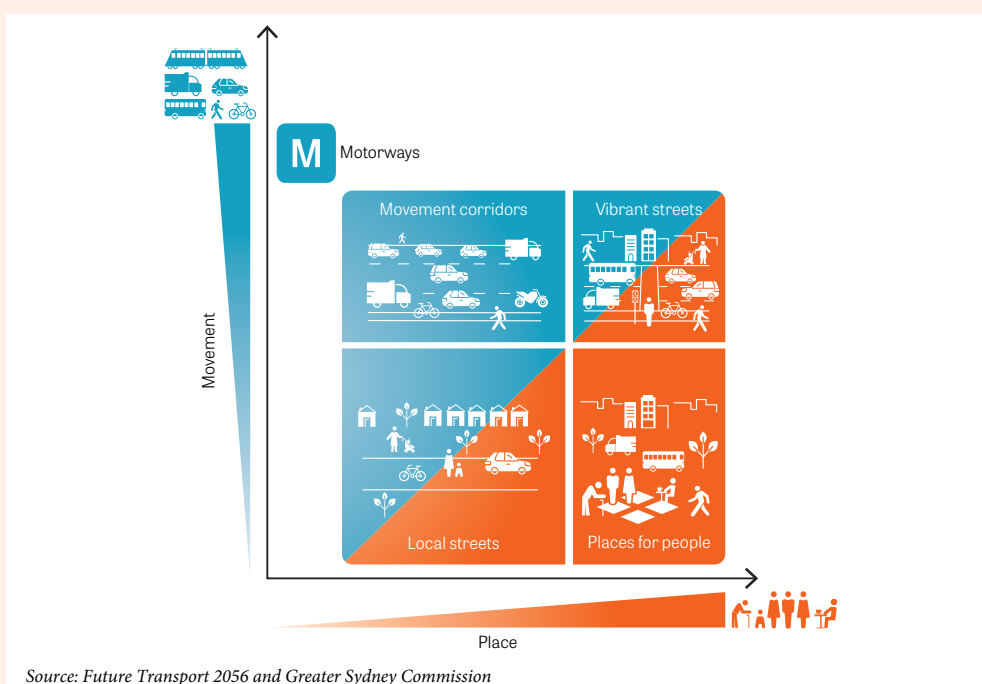 M Motorways
Movement corridors
Vibrant streets
Movement
Local streets
Places for people
Place
Source: Future Transport 2056 and Greater Sydney Commission